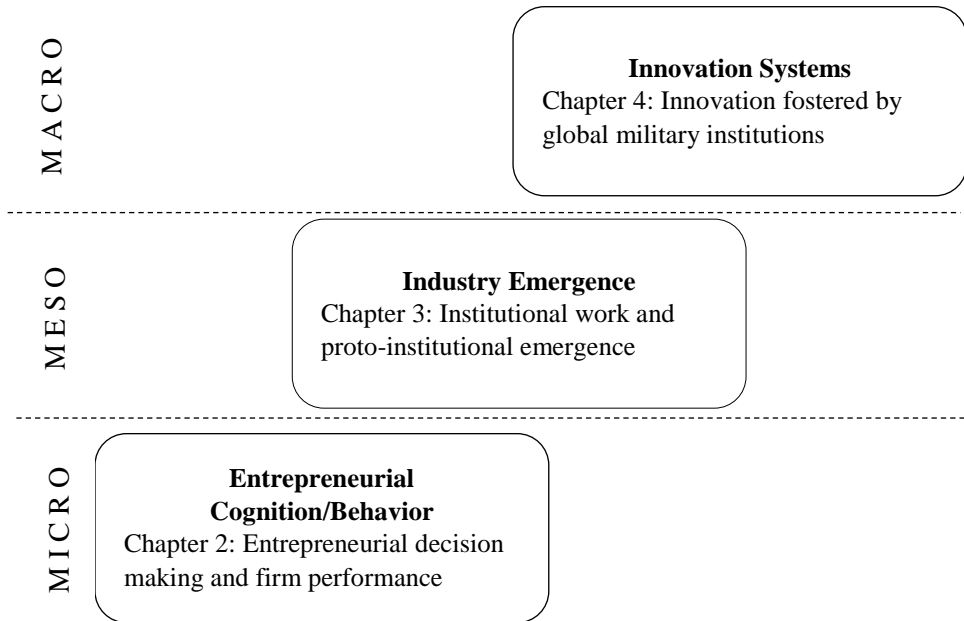 MACRO
Innovation Systems
Chapter 4: Innovation fostered by
global military institutions
MESO
Industry Emergence
Chapter 3: Institutional work and
proto-institutional emergence
MICRO
Entrepreneurial
Cognition/Behavior
Chapter 2: Entrepreneurial decision
making and firm performance